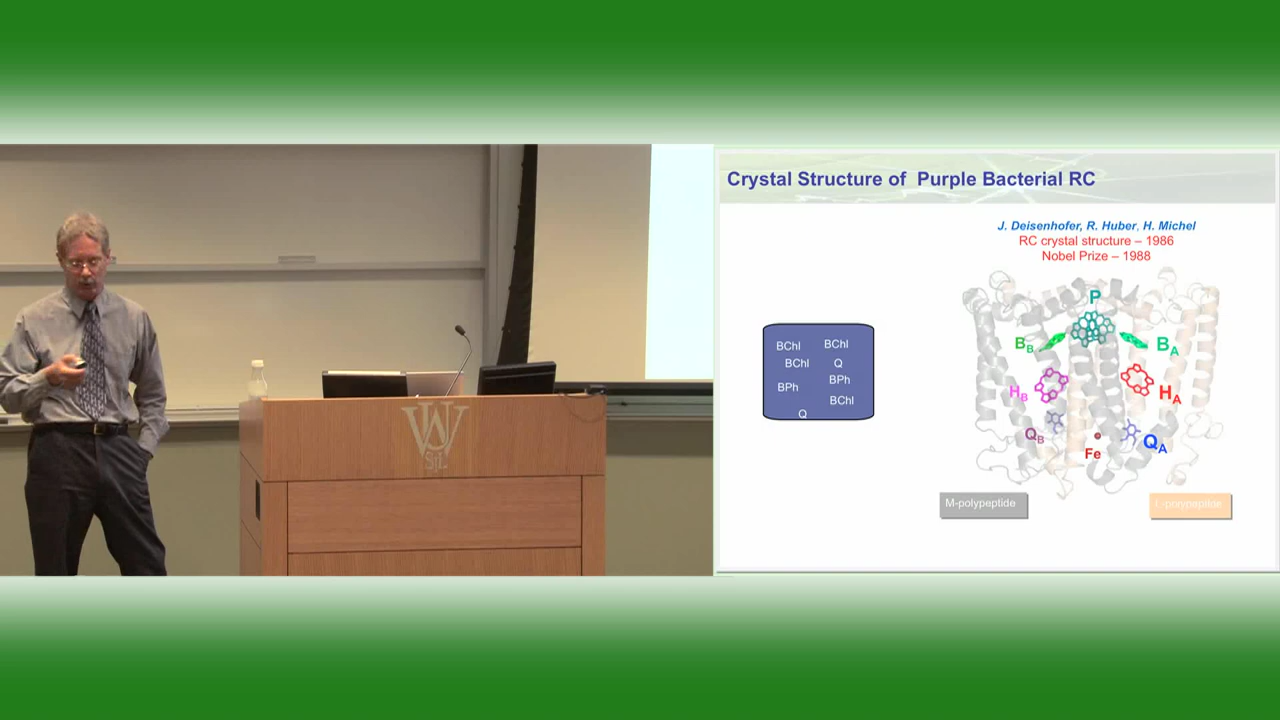 Crystal Structure of Purple Bacterial RC
J. Deisenhofer, R. Huber, H. Michel
RC crystal structure – 1986
Nobel Prize – 1988
P
B_B
B_A
H_B
H_A
Q_B
Fe
Q_A
BChl BChl
BChl Q
BPh BPh
BChl
Q
M-polypeptide
L-polypeptide
W
StL